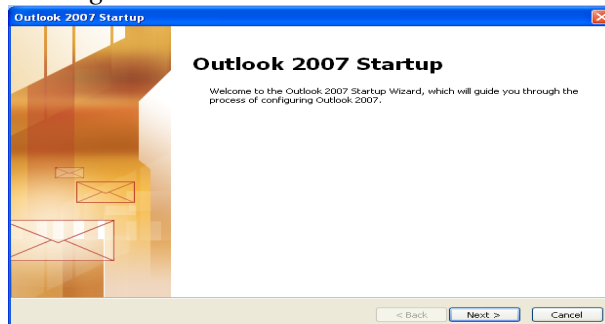 Outlook 2007 Startup
Outlook 2007 Startup
Welcome to the Outlook 2007 Startup Wizard, which will guide you through the
process of configuring Outlook 2007.
< Back Next > Cancel